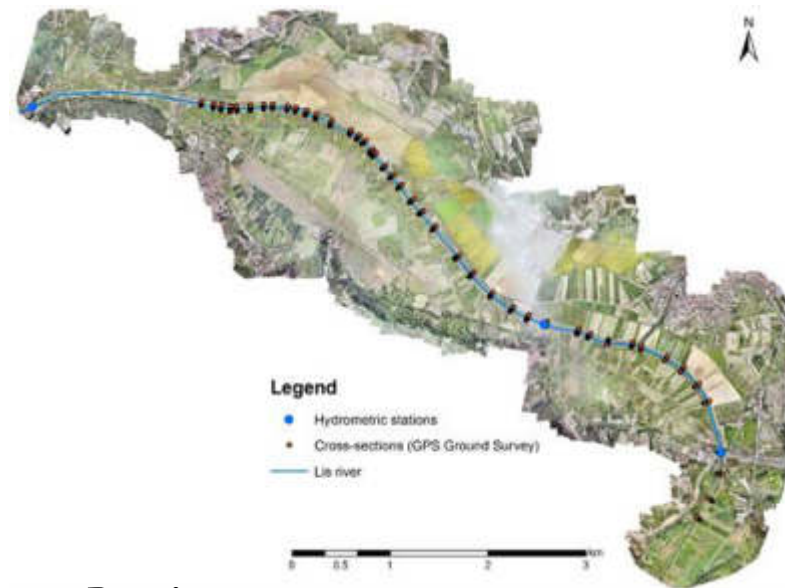 N
Legend
Hydrometric stations
Cross-sections (GPS Ground Survey)
Lis river
km
0 0.5 1 2 3